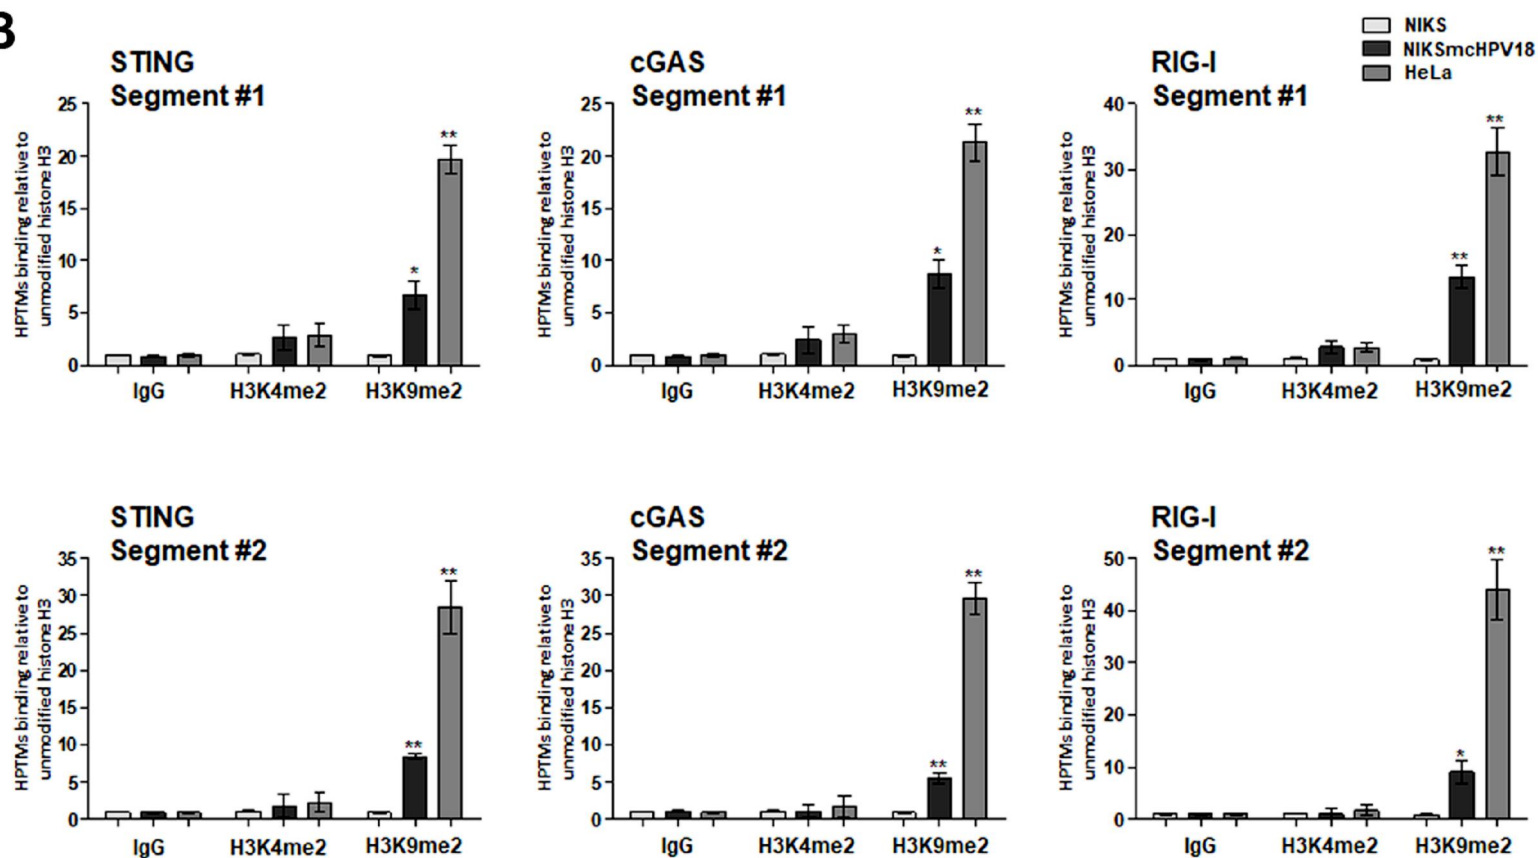 B
NIKS
NIKSmcHPV18
HeLa
STING
Segment #1
HPTMs binding relative to
unmodified histone H3
25
20
15
10
5
0
*
**
IgG
H3K4me2
H3K9me2
cGAS
Segment #1
HPTMs binding relative to
unmodified histone H3
25
20
15
10
5
0
*
**
IgG
H3K4me2
H3K9me2
RIG-I
Segment #1
HPTMs binding relative to
unmodified histone H3
40
30
20
10
0
**
**
IgG
H3K4me2
H3K9me2
STING
Segment #2
HPTMs binding relative to
unmodified histone H3
35
30
25
20
15
10
5
0
**
**
IgG
H3K4me2
H3K9me2
cGAS
Segment #2
HPTMs binding relative to
unmodified histone H3
35
30
25
20
15
10
5
0
**
**
IgG
H3K4me2
H3K9me2
RIG-I
Segment #2
HPTMs binding relative to
unmodified histone H3
50
40
30
20
10
0
*
**
IgG
H3K4me2
H3K9me2